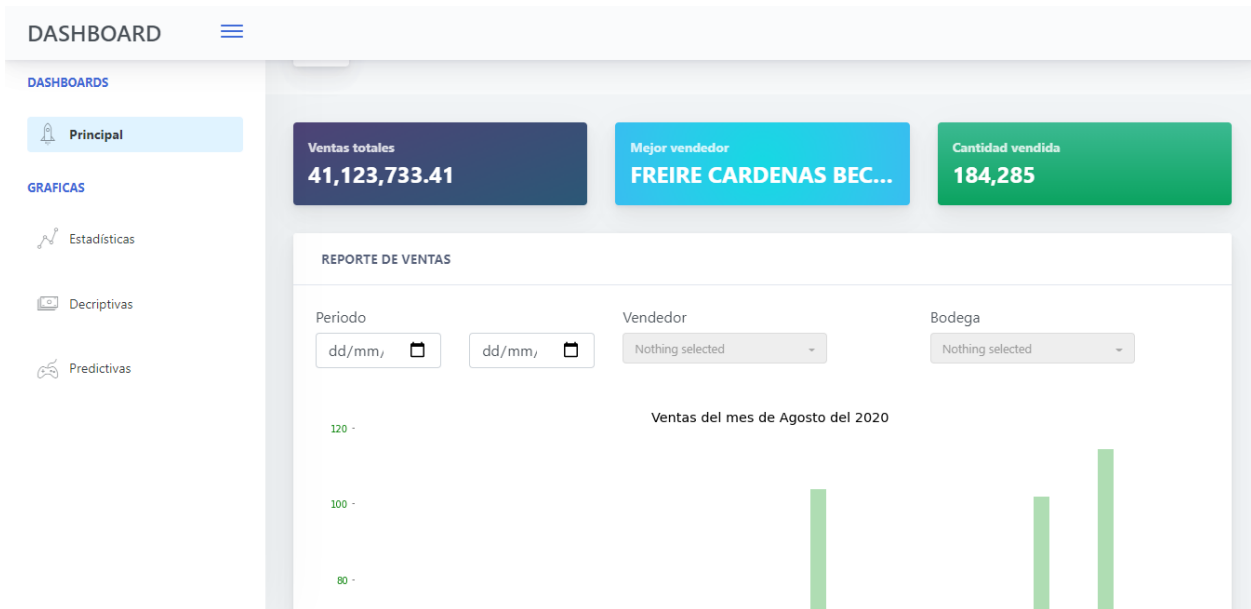 DASHBOARD
DASHBOARDS
Principal
GRAFICAS
Estadísticas
Decriptivas
Predictivas
Ventas totales
41,123,733.41
Mejor vendedor
FREIRE CARDENAS BEC...
Cantidad vendida
184,285
REPORTE DE VENTAS
Periodo
dd/mm/
dd/mm/
Vendedor
Nothing selected
Bodega
Nothing selected
Ventas del mes de Agosto del 2020
120
100
80